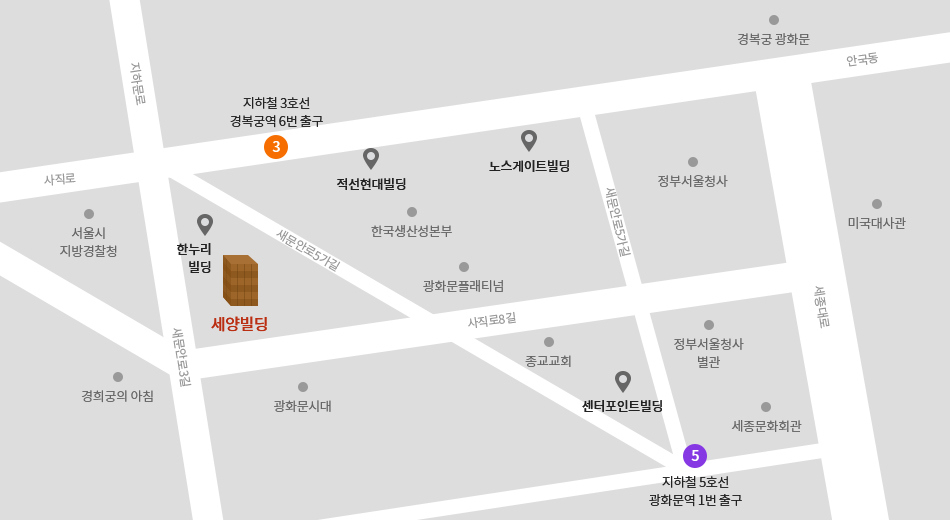 경복궁 광화문
안국동
지하문로
지하철 3호선
경복궁역 6번 출구
3
사직로
적선현대빌딩
노스게이트빌딩
정부서울청사
서울시
지방경찰청
한누리
빌딩
새문안로5가길
한국생산성본부
새문안로5가길
미국대사관
광화문플래티넘
세양빌딩
사직로8길
세종대로
새문안로3길
종교교회
정부서울청사
별관
경희궁의 아침
광화문시대
센터포인트빌딩
세종문화회관
5
지하철 5호선
광화문역 1번 출구